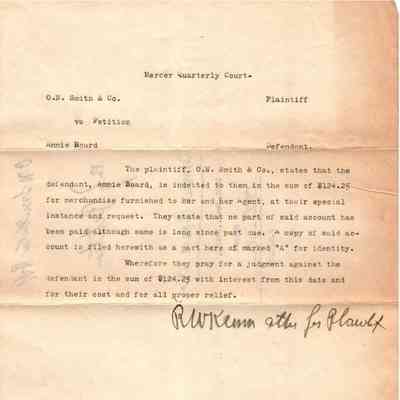 Mercer Quarterly Court-
O.N. Smith & Co. Plaintiff
vs Petition
Annie Board Defendant.
The plaintiff, O.N. Smith & Co., states that the
defendant, Annie Board, is indebted to them in the sum of $124.25
for merchandise furnished to her and her agent, at their special
instance and request. They state that no part of said account has
been paid although same is long since past due. A copy of said ac-
count is filed herewith as a part here of marked "A" for identity.
Wherefore they pray for a judgment against the
defendant in the sum of $124.25 with interest from this date and
for their cost and for all proper relief.
R W Keenon atty for Plaintiff